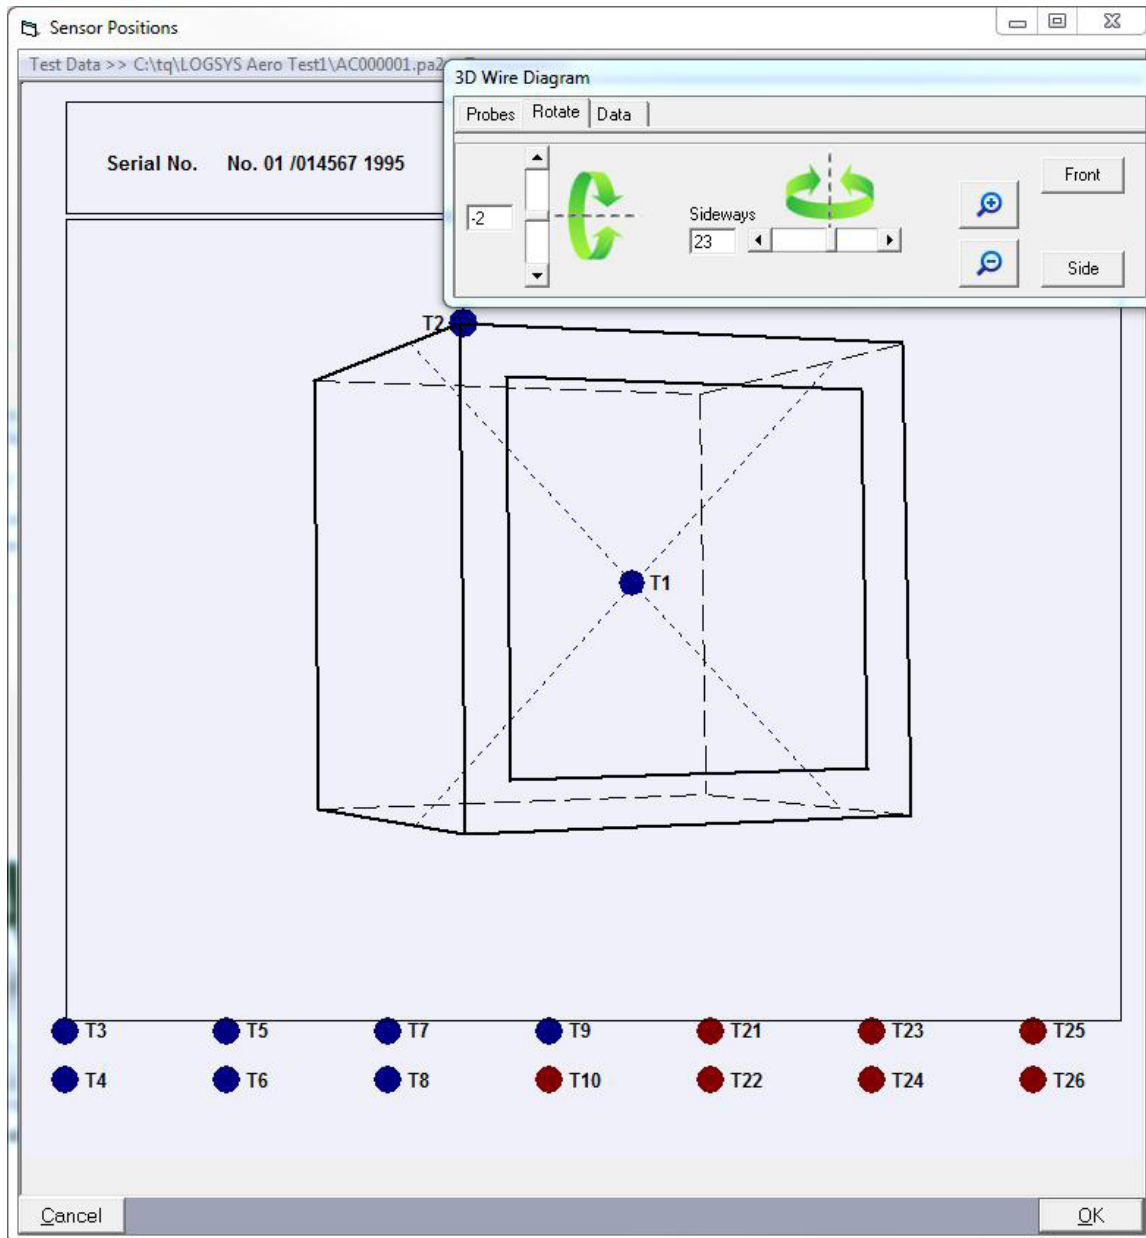 Sensor Positions
Test Data >> C:\tq\LOGSYS Aero Test1\AC000001.pa2
3D Wire Diagram
Probes Rotate Data
Serial No. No. 01 /014567 1995
-2
Sideways
23
Front
Side
T2
T1
T3 T5 T7 T9 T21 T23 T25
T4 T6 T8 T10 T22 T24 T26
Cancel OK